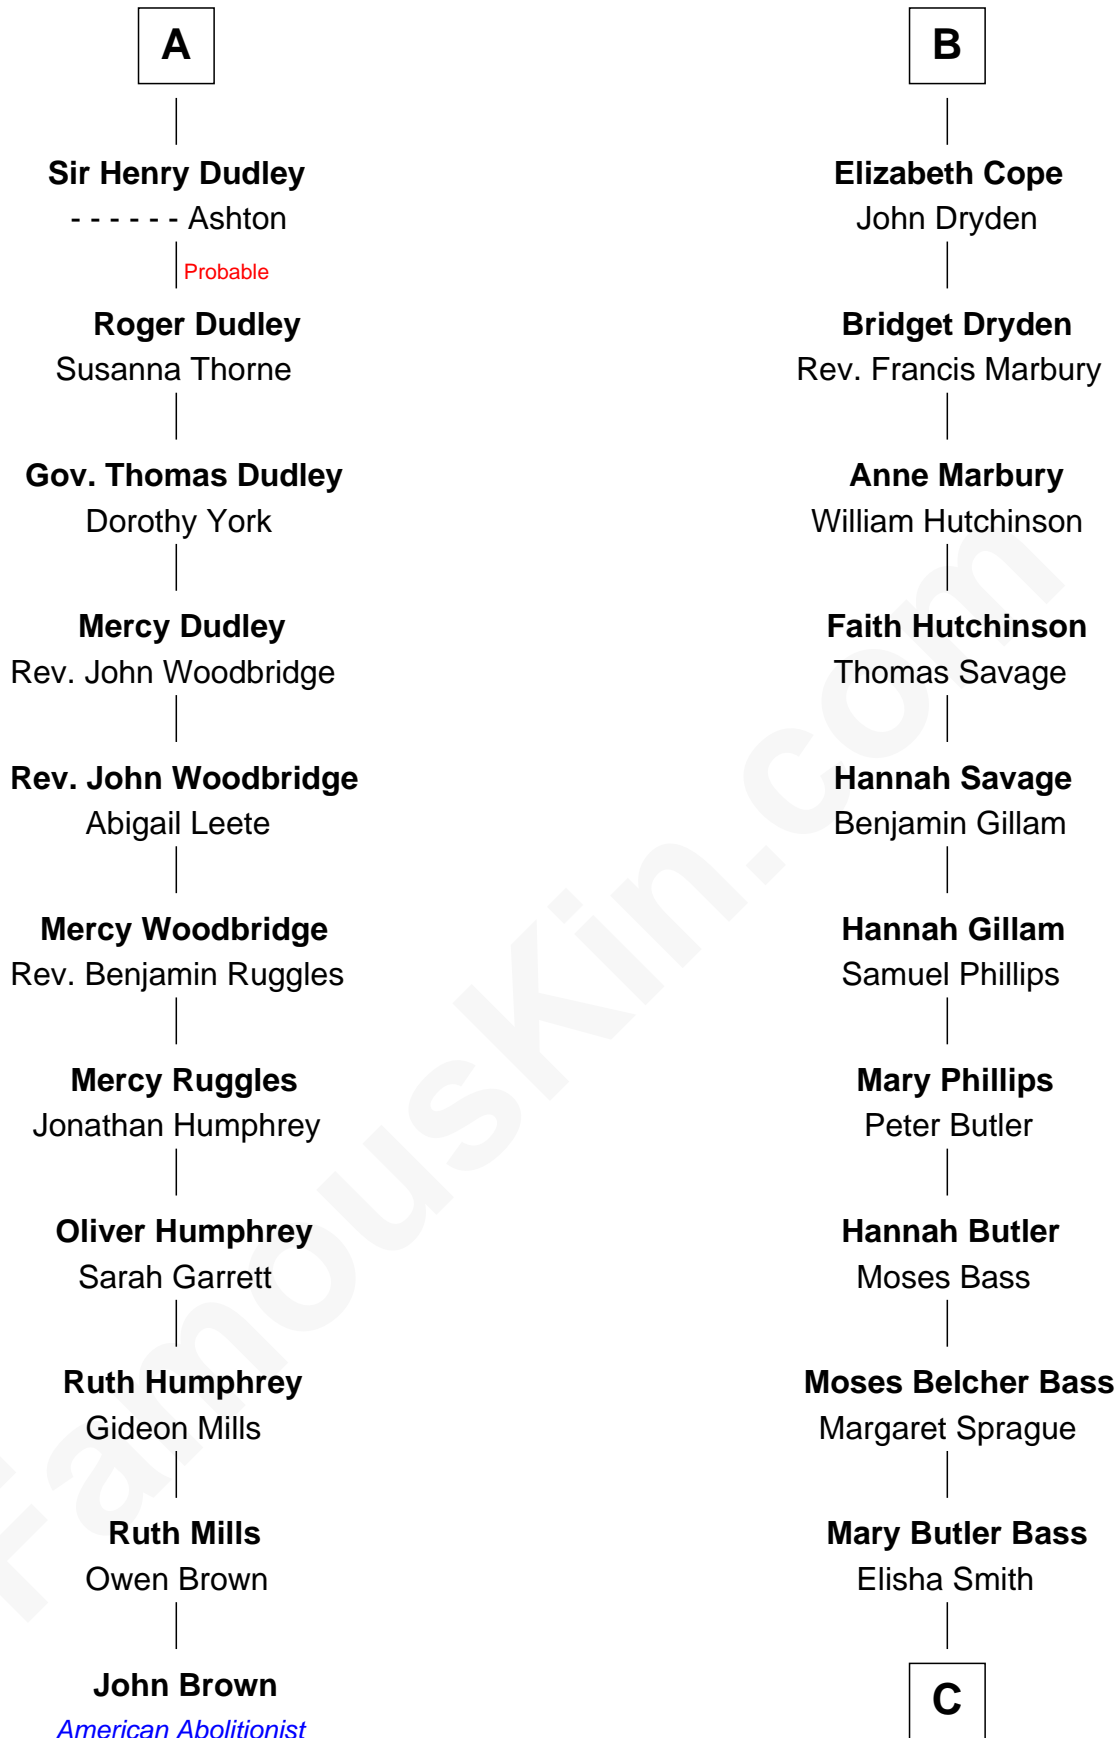 A
Sir Henry Dudley
- - - - - - Ashton
Probable
Roger Dudley
Susanna Thorne
Gov. Thomas Dudley
Dorothy York
Mercy Dudley
Rev. John Woodbridge
Rev. John Woodbridge
Abigail Leete
Mercy Woodbridge
Rev. Benjamin Ruggles
Mercy Ruggles
Jonathan Humphrey
Oliver Humphrey
Sarah Garrett
Ruth Humphrey
Gideon Mills
Ruth Mills
Owen Brown
John Brown
American Abolitionist
B
Elizabeth Cope
John Dryden
Bridget Dryden
Rev. Francis Marbury
Anne Marbury
William Hutchinson
Faith Hutchinson
Thomas Savage
Hannah Savage
Benjamin Gillam
Hannah Gillam
Samuel Phillips
Mary Phillips
Peter Butler
Hannah Butler
Moses Bass
Moses Belcher Bass
Margaret Sprague
Mary Butler Bass
Elisha Smith
C
FamousKin.com